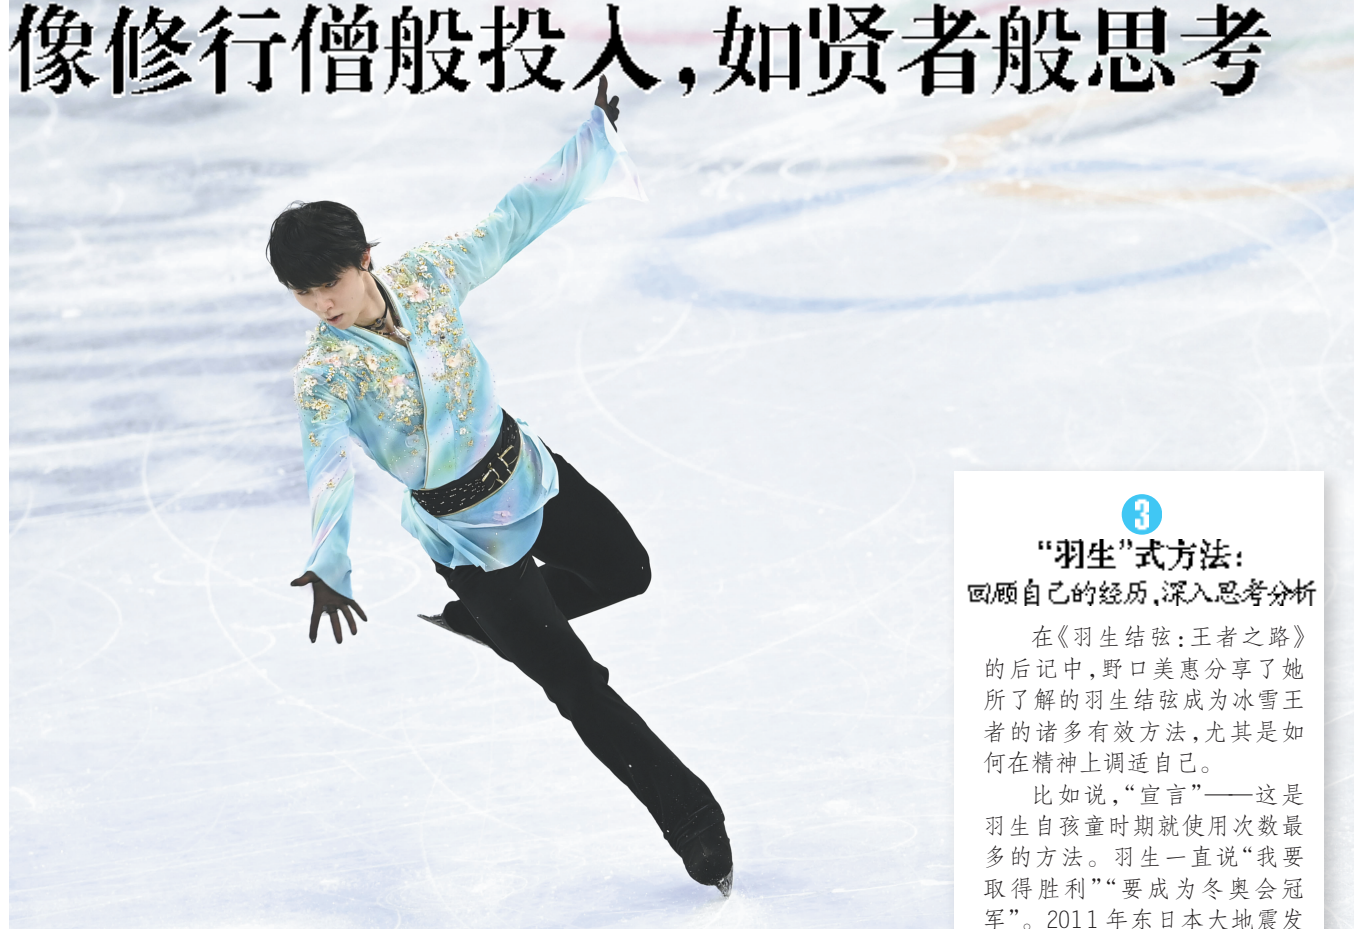 像修行僧般投入，如贤者般思考
3
“羽生”式方法：
回顾自己的经历，深入思考分析
在《羽生结弦：王者之路》
的后记中，野口美惠分享了她
所了解的羽生结弦成为冰雪王
者的诸多有效方法，尤其是如
何在精神上调适自己。
比如说，“宣言”——这是
羽生自孩童时期就使用次数最
多的方法。羽生一直说“我要
取得胜利”“要成为冬奥会冠
军”。2011年东日本大地震发